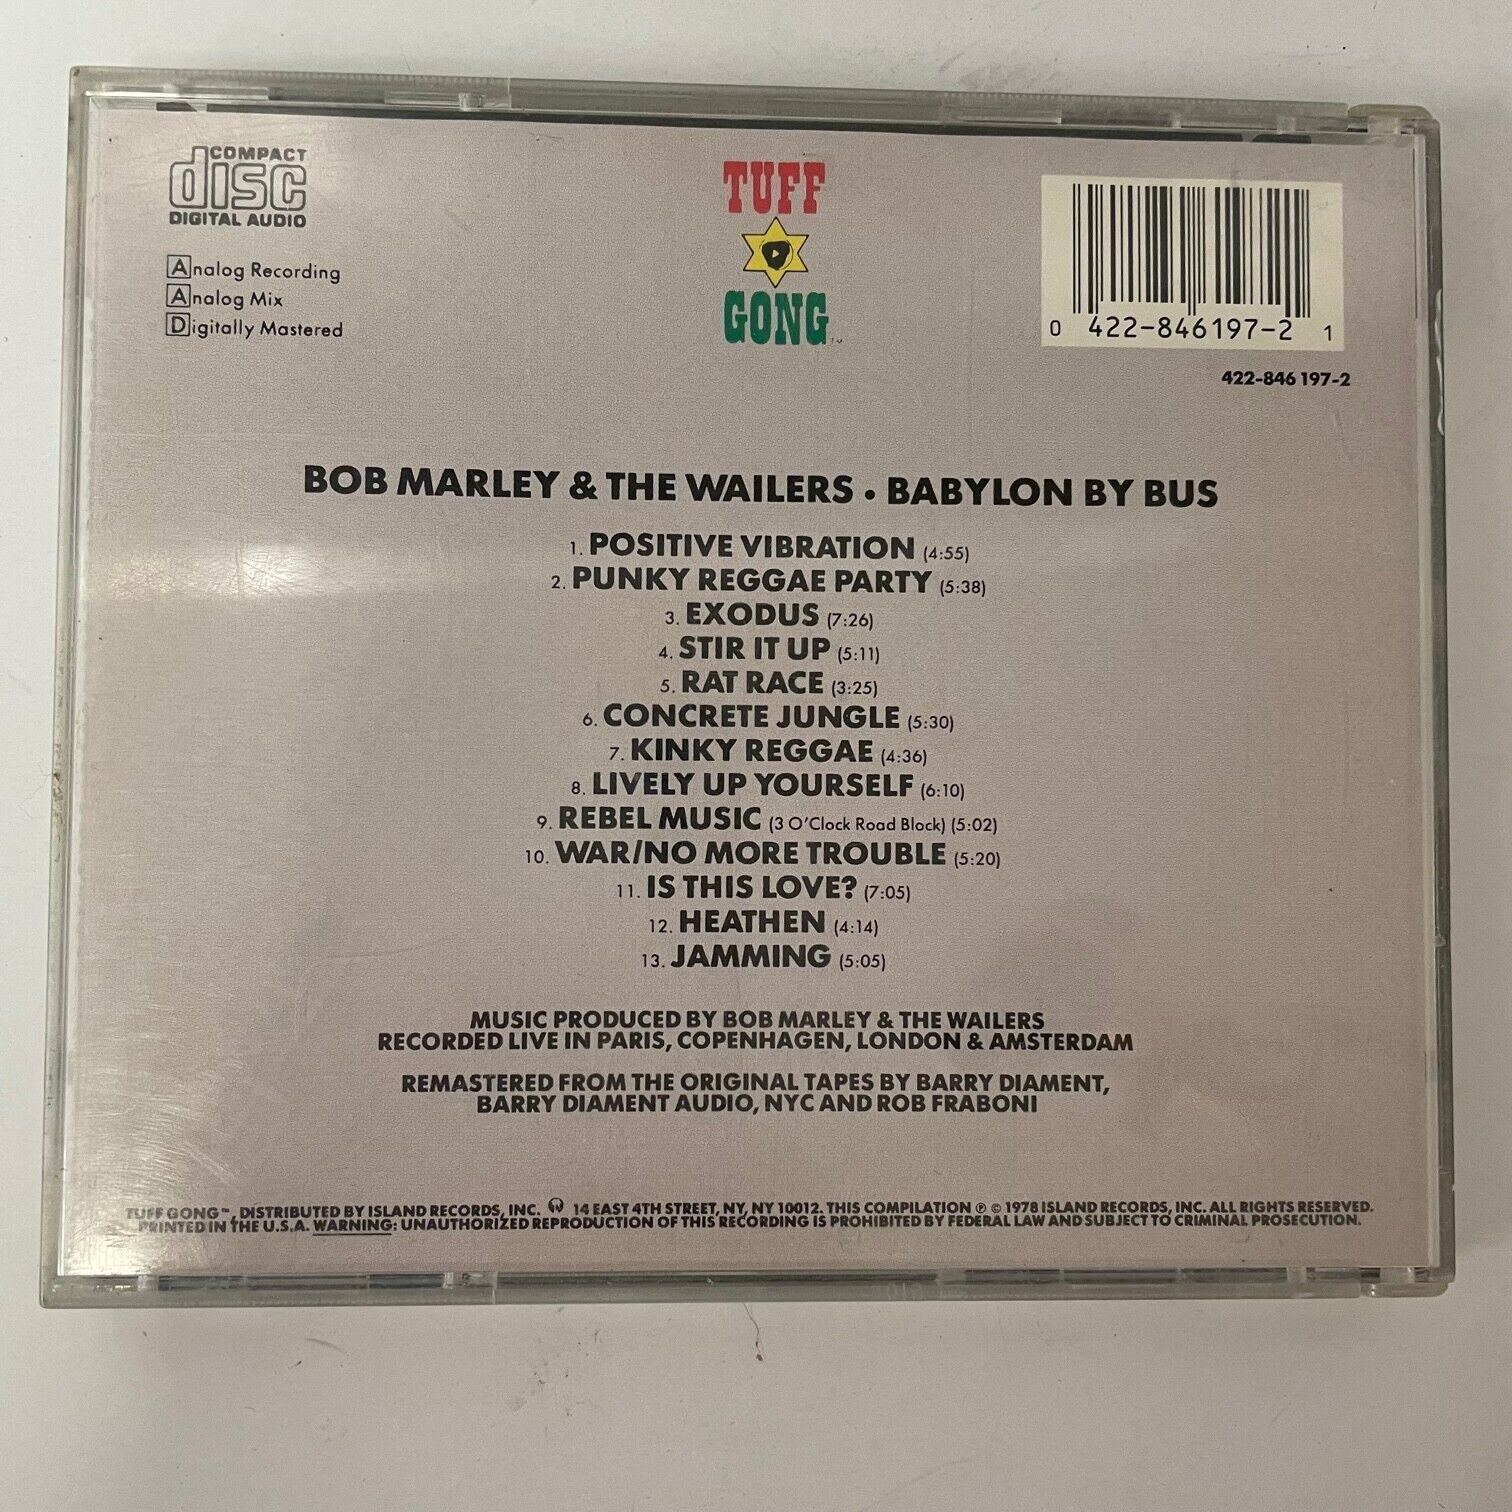 COMPACT
disc
DIGITAL AUDIO
Analog Recording
Analog Mix
Digitally Mastered
TUFF
GONG
0 422-846197-2 1
422-846 197-2
BOB MARLEY & THE WAILERS • BABYLON BY BUS
1. POSITIVE VIBRATION (4:55)
2. PUNKY REGGAE PARTY (5:38)
3. EXODUS (7:26)
4. STIR IT UP (5:11)
5. RAT RACE (3:25)
6. CONCRETE JUNGLE (5:30)
7. KINKY REGGAE (4:36)
8. LIVELY UP YOURSELF (6:10)
9. REBEL MUSIC (3 O'Clock Road Block) (5:02)
10. WAR/NO MORE TROUBLE (5:20)
11. IS THIS LOVE? (7:05)
12. HEATHEN (4:14)
13. JAMMING (5:05)
MUSIC PRODUCED BY BOB MARLEY & THE WAILERS
RECORDED LIVE IN PARIS, COPENHAGEN, LONDON & AMSTERDAM
REMASTERED FROM THE ORIGINAL TAPES BY BARRY DIAMENT,
BARRY DIAMENT AUDIO, NYC AND ROB FRABONI
TUFF GONG™, DISTRIBUTED BY ISLAND RECORDS, INC. 14 EAST 4TH STREET, NY, NY 10012. THIS COMPILATION ℗ © 1978 ISLAND RECORDS, INC. ALL RIGHTS RESERVED.
PRINTED IN THE U.S.A. WARNING: UNAUTHORIZED REPRODUCTION OF THIS RECORDING IS PROHIBITED BY FEDERAL LAW AND SUBJECT TO CRIMINAL PROSECUTION.